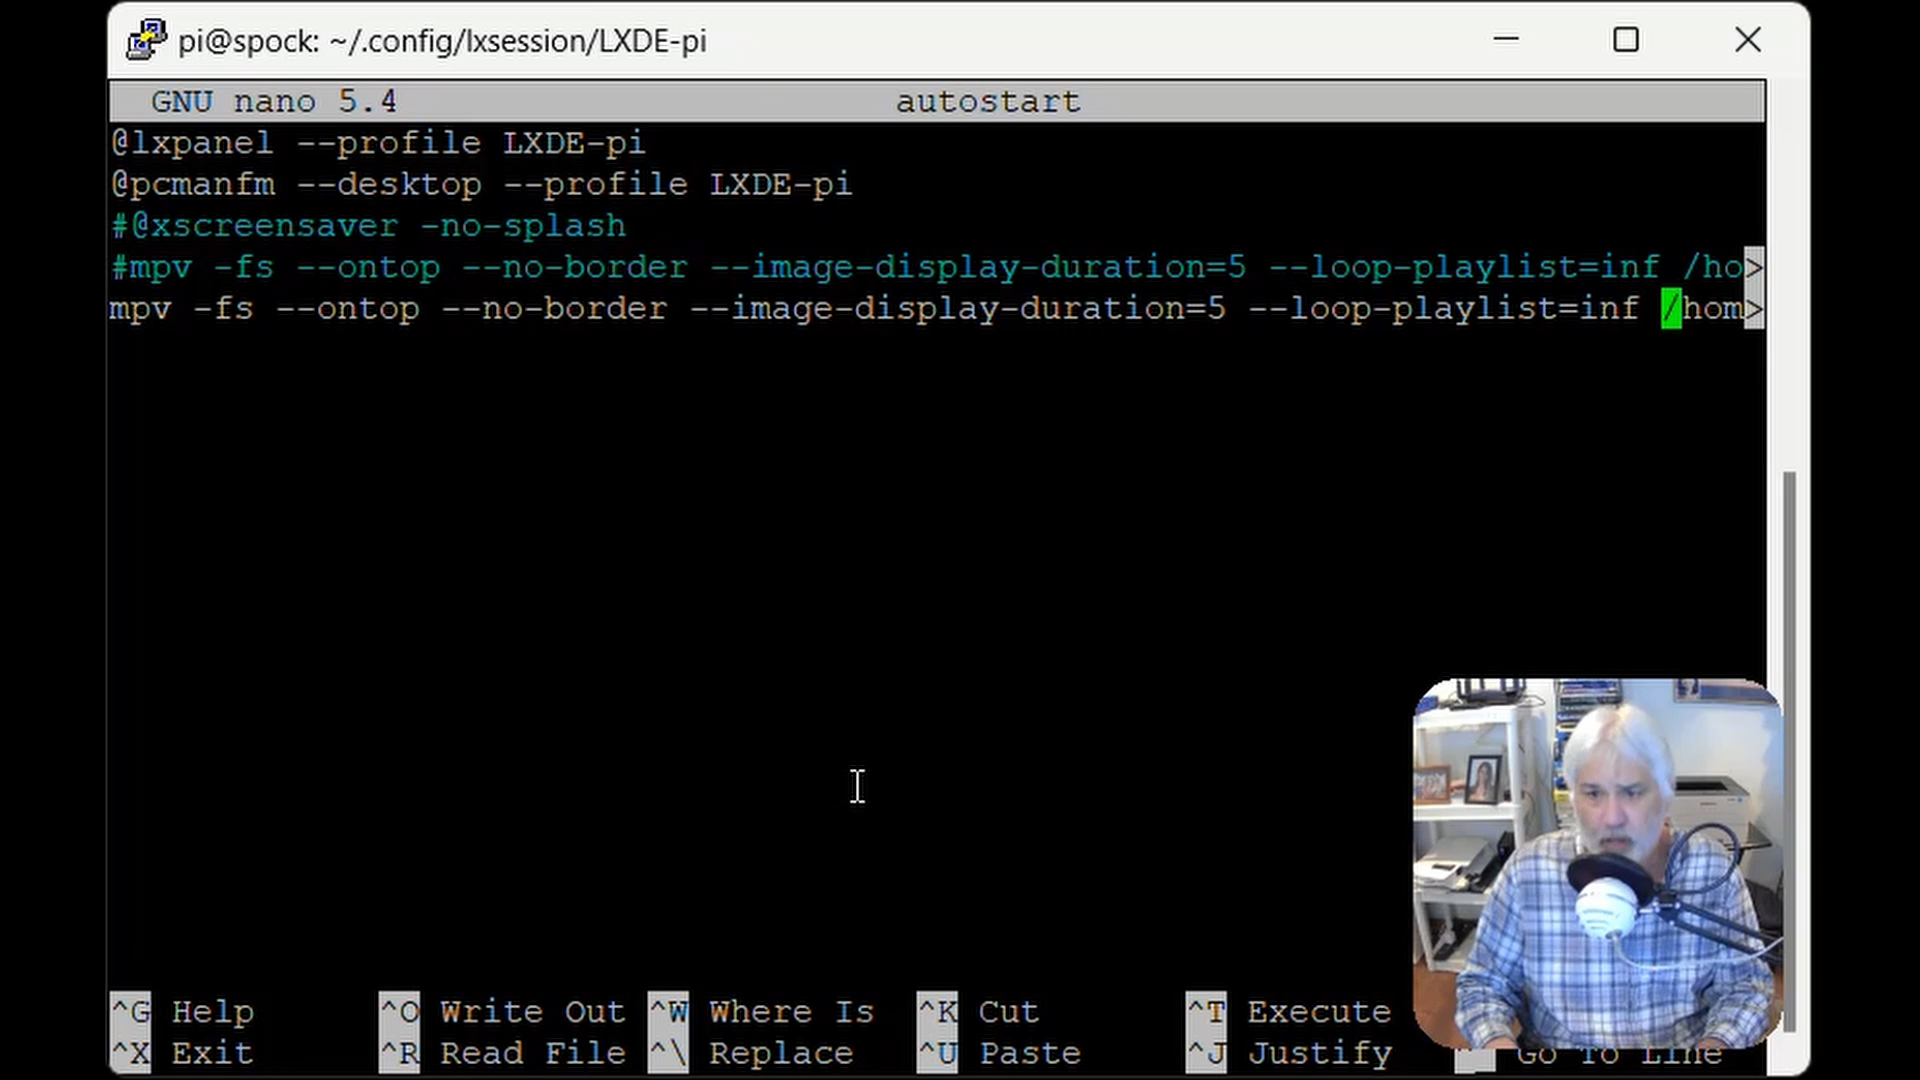 pi@spock: ~/.config/lxsession/LXDE-pi
GNU nano 5.4 autostart
@lxpanel --profile LXDE-pi
@pcmanfm --desktop --profile LXDE-pi
#@xscreensaver -no-splash
#mpv -fs --ontop --no-border --image-display-duration=5 --loop-playlist=inf /ho>
mpv -fs --ontop --no-border --image-display-duration=5 --loop-playlist=inf /hom>
^G Help ^O Write Out ^W Where Is ^K Cut ^T Execute
^X Exit ^R Read File ^\ Replace ^U Paste ^J Justify Go To Line